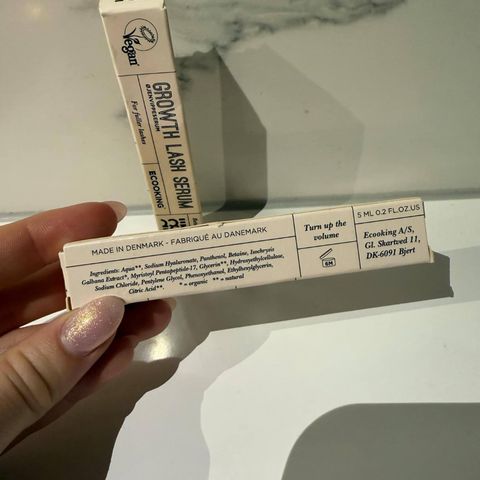 Vegan
GROWTH LASH SERUM
ØJENVIPPESERUM
For fuller lashes
ECOOKING
MADE IN DENMARK - FABRIQUÉ AU DANEMARK
Ingredients: Aqua**, Sodium Hyaluronate, Panthenol, Betaine, Isochrysis
Galbana Extract*, Myristoyl Pentapeptide-17, Glycerin**, Hydroxyethylcellulose,
Sodium Chloride, Pentylene Glycol, Phenoxyethanol, Ethylhexylglycerin,
Citric Acid**. * = organic ** = natural
Turn up the
volume
6M
5 ML 0.2 FL.OZ.US
Ecooking A/S,
Gl. Skartved 11,
DK-6091 Bjert